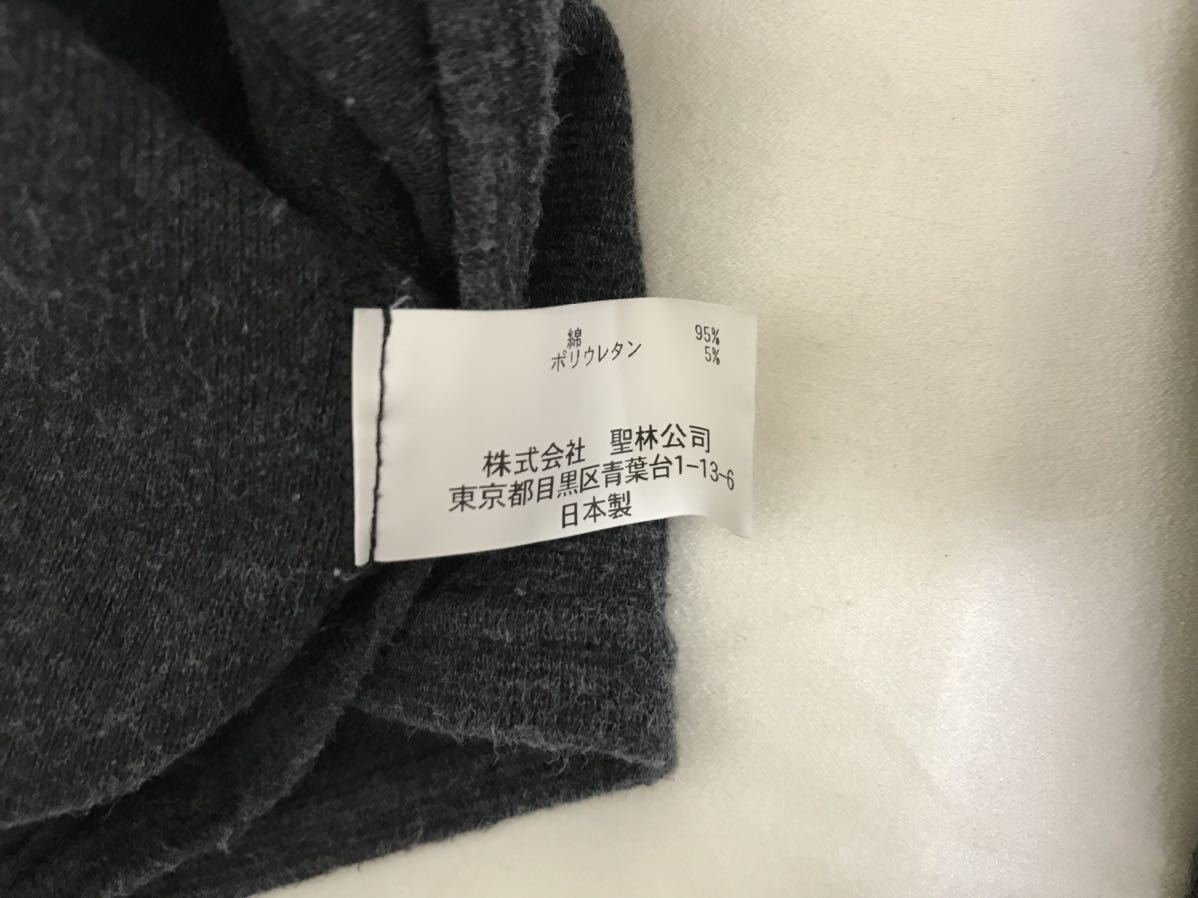 綿 95%
ポリウレタン 5%
株式会社 聖林公司
東京都目黒区青葉台1-13-6
日本製